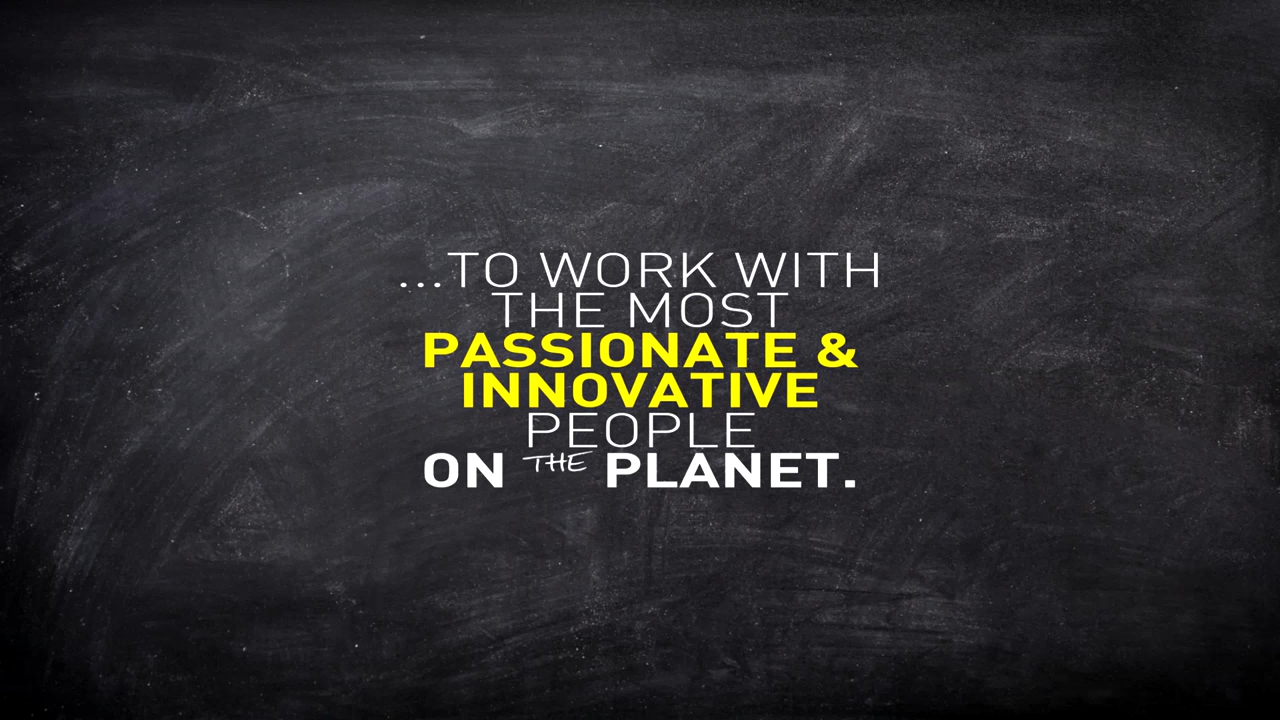 ...TO WORK WITH
THE MOST
PASSIONATE &
INNOVATIVE
PEOPLE
ON THE PLANET.